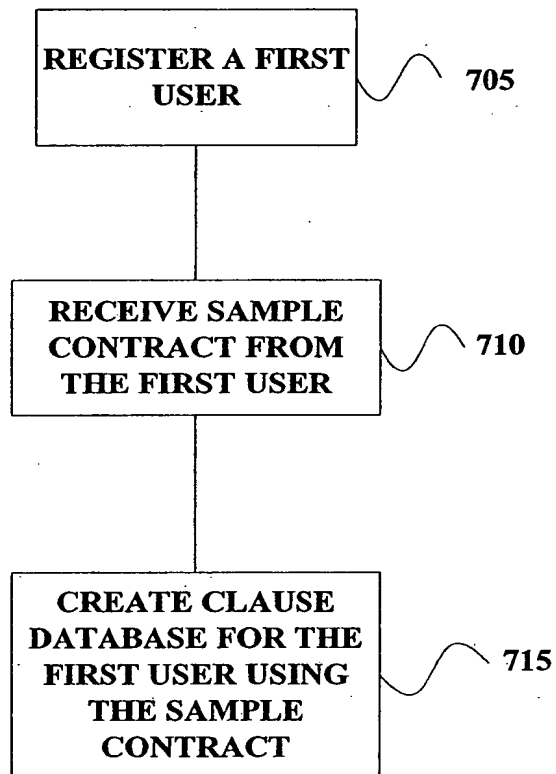 REGISTER A FIRST
USER
705
RECEIVE SAMPLE
CONTRACT FROM
THE FIRST USER
710
CREATE CLAUSE
DATABASE FOR THE
FIRST USER USING
THE SAMPLE
CONTRACT
715